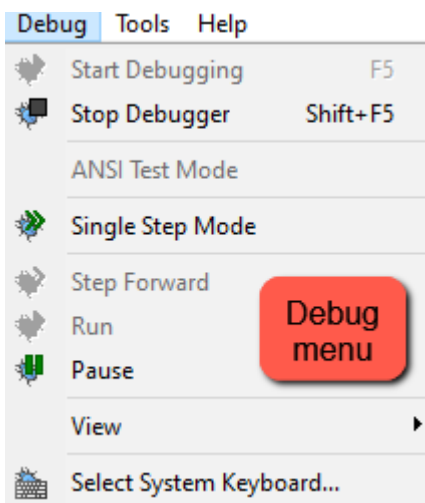 Debug Tools Help
Start Debugging F5
Stop Debugger Shift+F5
ANSI Test Mode
Single Step Mode
Step Forward
Run
Pause
Debug
menu
View
Select System Keyboard...